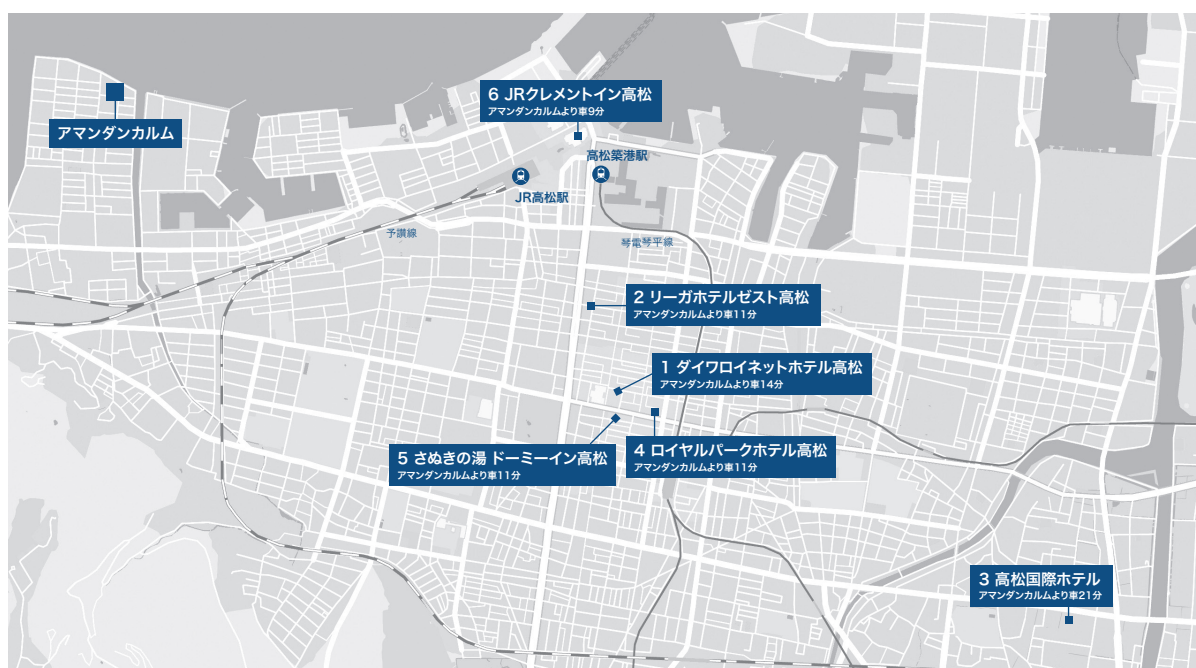 アマンダンカルム
6 JRクレメントイン高松
アマンダンカルムより車9分
高松築港駅
JR高松駅
予讃線
琴電琴平線
2 リーガホテルゼスト高松
アマンダンカルムより車11分
1 ダイワロイネットホテル高松
アマンダンカルムより車14分
5 さぬきの湯 ドーミーイン高松
アマンダンカルムより車11分
4 ロイヤルパークホテル高松
アマンダンカルムより車11分
3 高松国際ホテル
アマンダンカルムより車21分